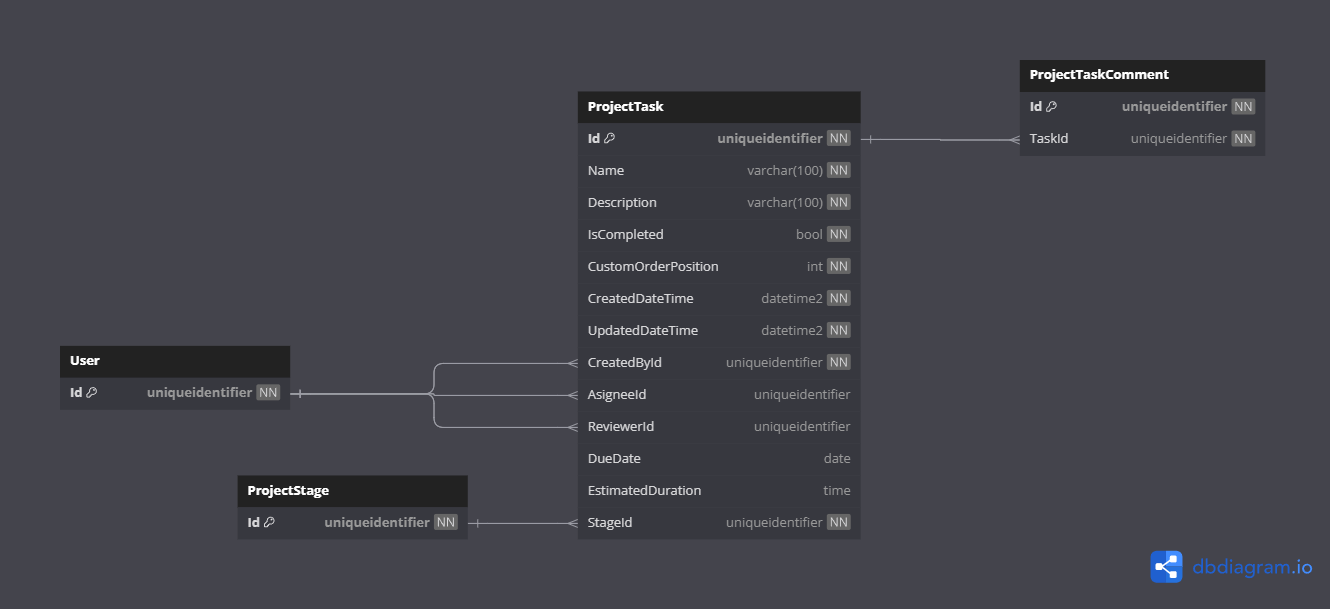 ProjectTaskComment
Id uniqueidentifier NN
TaskId uniqueidentifier NN
ProjectTask
Id uniqueidentifier NN
Name varchar(100) NN
Description varchar(100) NN
IsCompleted bool NN
CustomOrderPosition int NN
CreatedDateTime datetime2 NN
UpdatedDateTime datetime2 NN
CreatedById uniqueidentifier NN
AsigneeId uniqueidentifier
ReviewerId uniqueidentifier
DueDate date
EstimatedDuration time
StageId uniqueidentifier NN
User
Id uniqueidentifier NN
ProjectStage
Id uniqueidentifier NN
dbdiagram.io